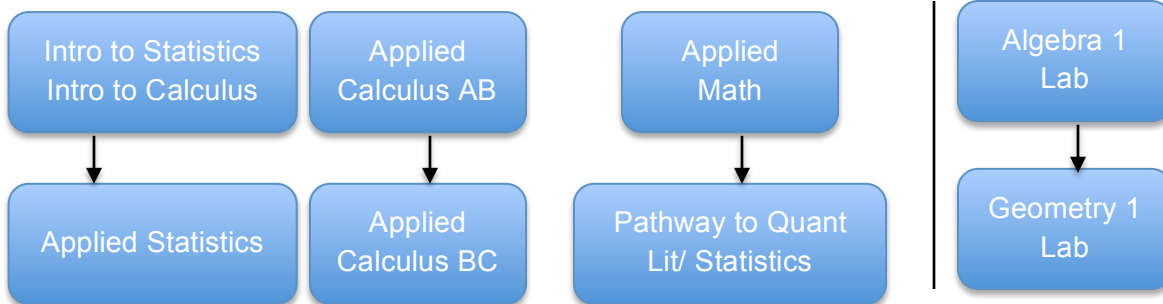 Intro to Statistics
Intro to Calculus
Applied
Calculus AB
Applied
Math
Algebra 1
Lab
Applied Statistics
Applied
Calculus BC
Pathway to Quant
Lit/ Statistics
Geometry 1
Lab